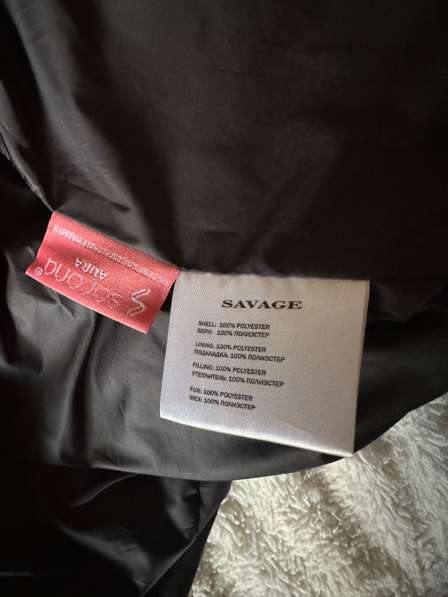 sorona®
AURA
SAVAGE
SHELL: 100% POLYESTER
ВЕРХ: 100% ПОЛИЭСТЕР
LINING: 100% POLYESTER
ПОДКЛАДКА: 100% ПОЛИЭСТЕР
FILLING: 100% POLYESTER
УТЕПЛИТЕЛЬ: 100% ПОЛИЭСТЕР
FUR: 100% POLYESTER
МЕХ: 100% ПОЛИЭСТЕР